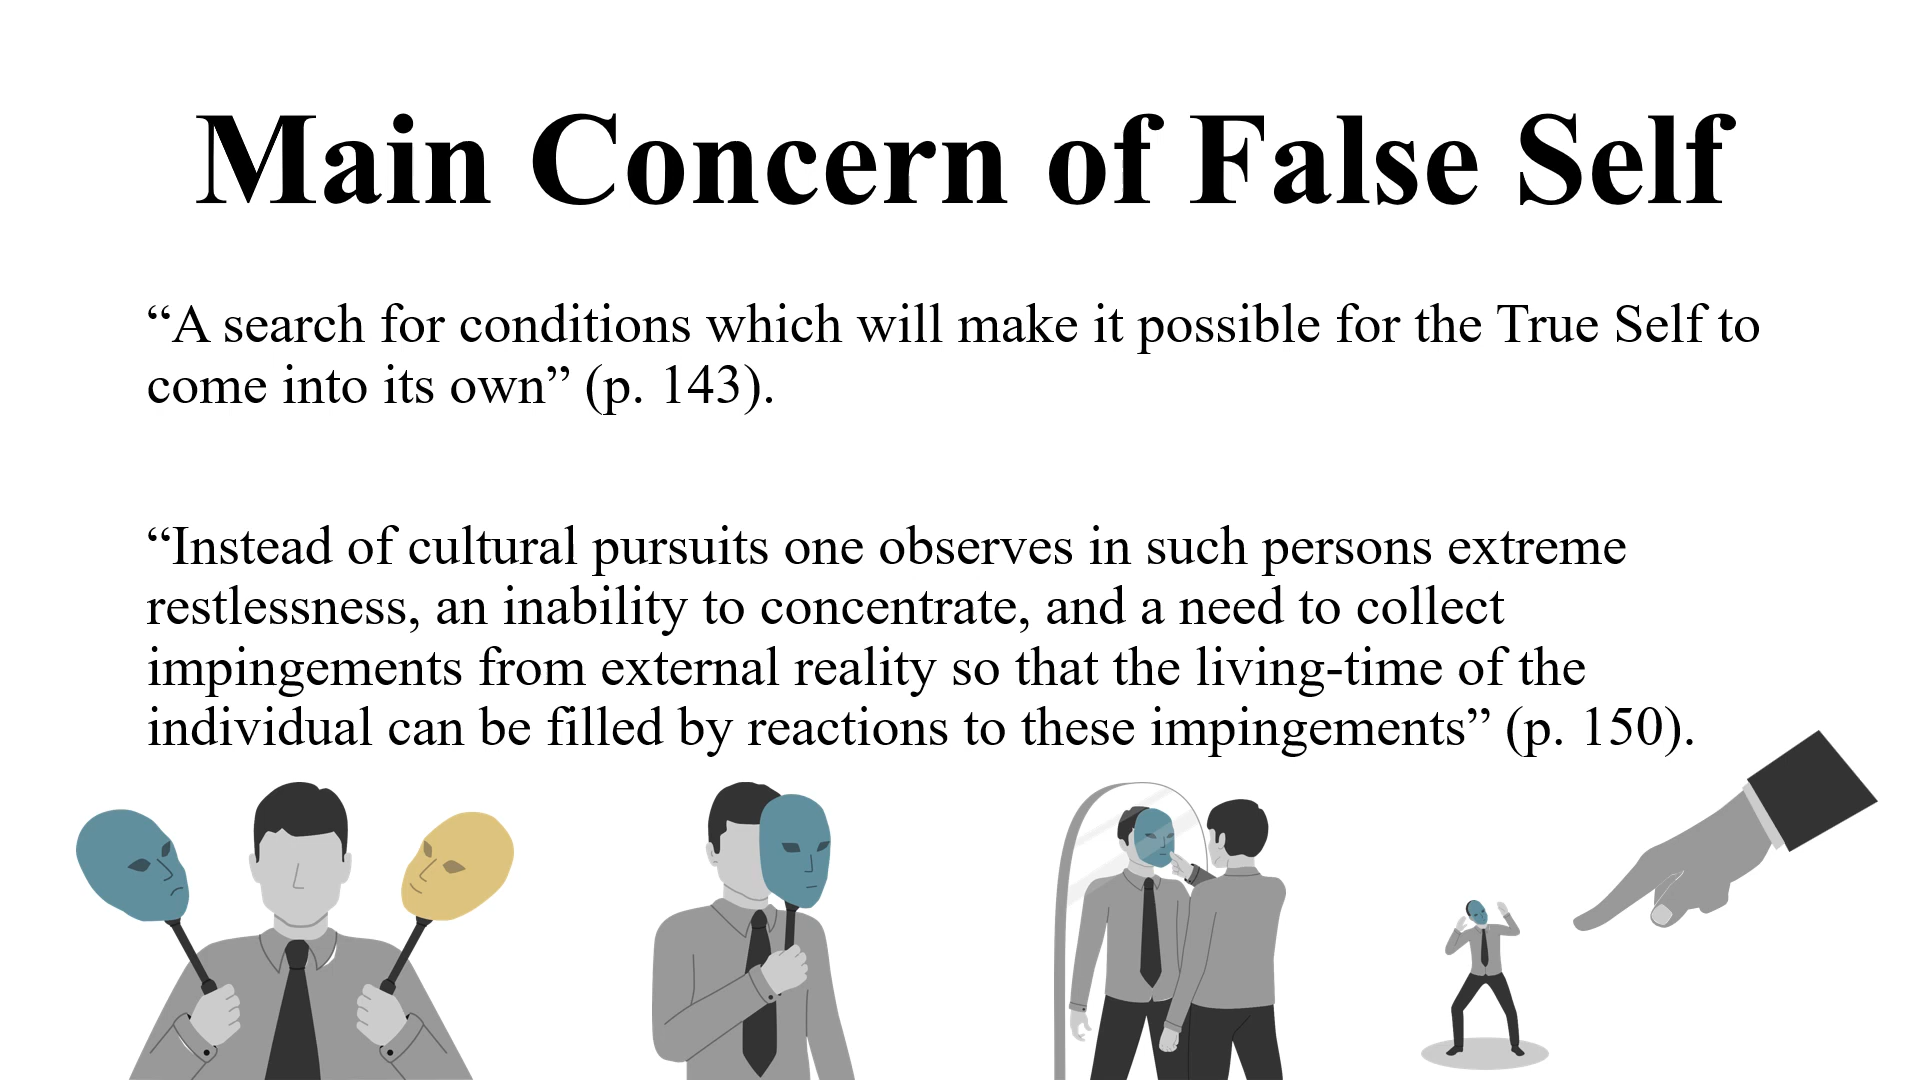 Main Concern of False Self
“A search for conditions which will make it possible for the True Self to
come into its own” (p. 143).
“Instead of cultural pursuits one observes in such persons extreme
restlessness, an inability to concentrate, and a need to collect
impingements from external reality so that the living-time of the
individual can be filled by reactions to these impingements” (p. 150).